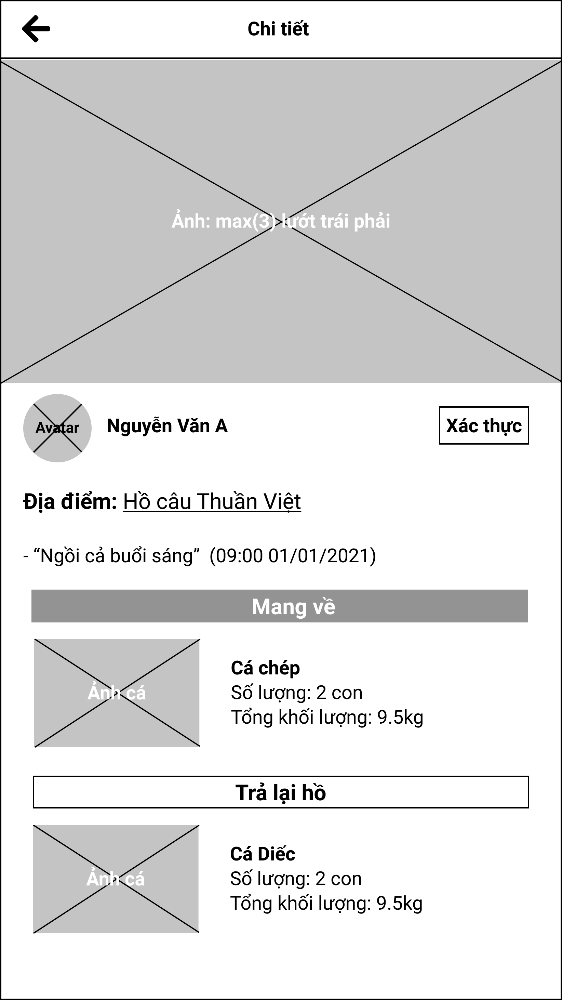 Chi tiết
Ảnh: max(3) lướt trái phải
Avatar
Nguyễn Văn A
Xác thực
Địa điểm: Hồ câu Thuần Việt
- “Ngồi cả buổi sáng” (09:00 01/01/2021)
Mang về
Ảnh cá
Cá chép
Số lượng: 2 con
Tổng khối lượng: 9.5kg
Trả lại hồ
Ảnh cá
Cá Diếc
Số lượng: 2 con
Tổng khối lượng: 9.5kg